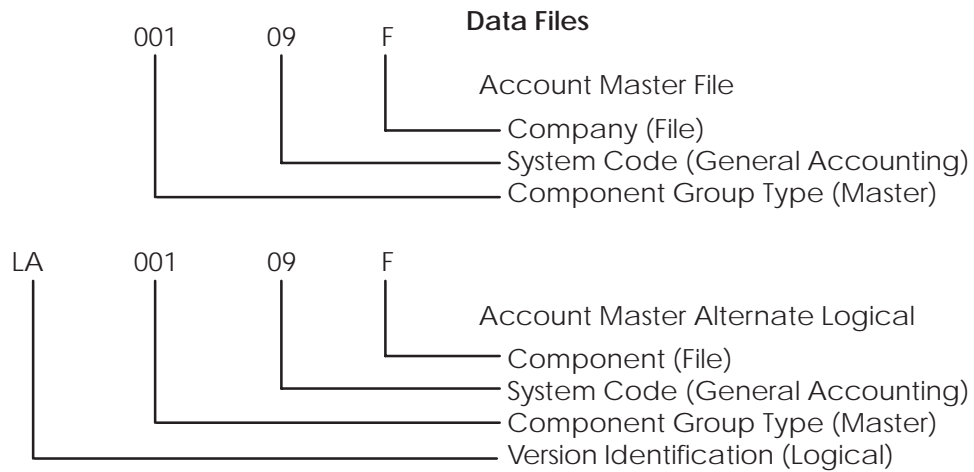 Data Files
001 09 F
Account Master File
Company (File)
System Code (General Accounting)
Component Group Type (Master)
LA 001 09 F
Account Master Alternate Logical
Component (File)
System Code (General Accounting)
Component Group Type (Master)
Version Identification (Logical)